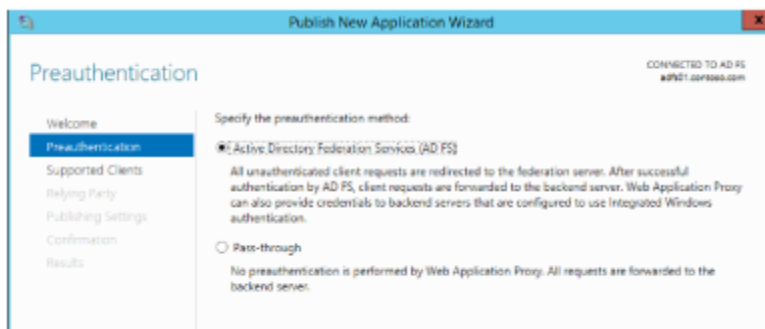 Publish New Application Wizard
x
Preauthentication
CONNECTED TO AD FS
adfs01.contoso.com
Welcome
Preauthentication
Supported Clients
Relying Party
Publishing Settings
Confirmation
Results
Specify the preauthentication method:
Active Directory Federation Services (AD FS)
All unauthenticated client requests are redirected to the federation server. After successful
authentication by AD FS, client requests are forwarded to the backend server. Web Application Proxy
can also provide credentials to backend servers that are configured to use Integrated Windows
authentication.
Pass-through
No preauthentication is performed by Web Application Proxy. All requests are forwarded to the
backend server.